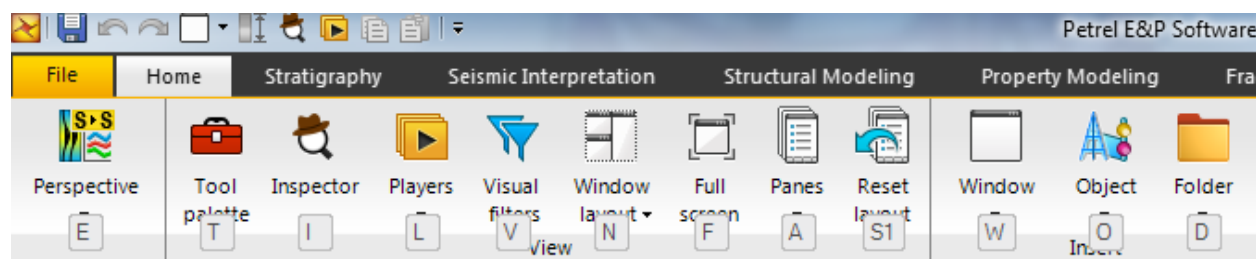 Petrel E&P Software
File Home Stratigraphy Seismic Interpretation Structural Modeling Property Modeling Fra
S S
Perspective Tool palette Inspector Players Visual filters Window layout Full screen Panes Reset layout Window Object Folder
E T I L V N F A S1 W O D
View Insert